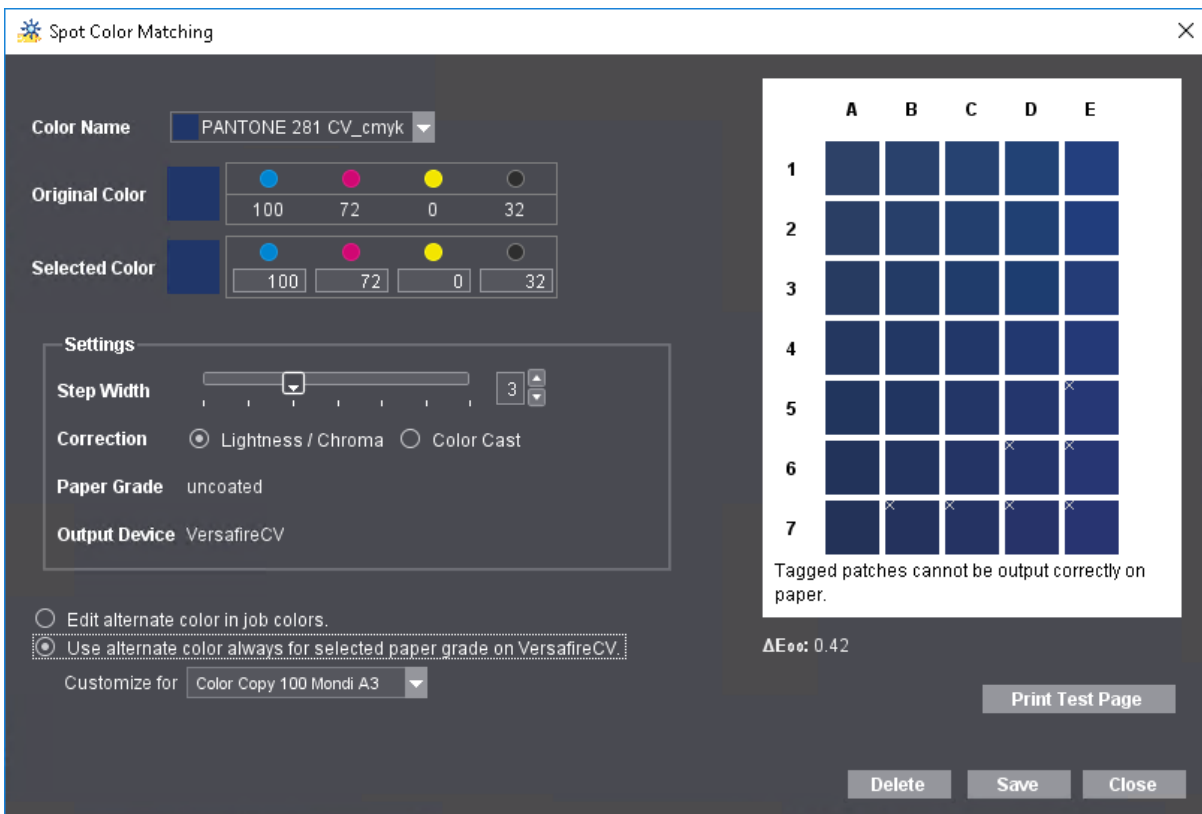 Spot Color Matching
Color Name PANTONE 281 CV_cmyk
Original Color
100 72 0 32
Selected Color
100 72 0 32
Settings
Step Width 3
Correction Lightness / Chroma Color Cast
Paper Grade uncoated
Output Device VersafireCV
Edit alternate color in job colors.
Use alternate color always for selected paper grade on VersafireCV.
Customize for Color Copy 100 Mondi A3
A B C D E
1
2
3
4
5
6
7
Tagged patches cannot be output correctly on
paper.
ΔE₀₀: 0.42
Print Test Page
Delete Save Close